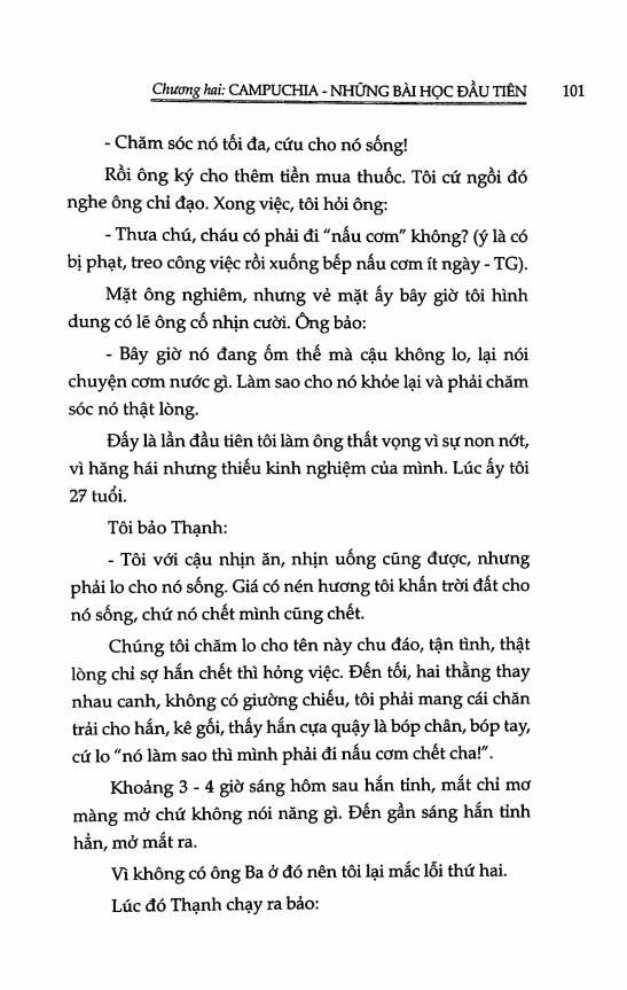 Chương hai: CAMPUCHIA - NHỮNG BÀI HỌC ĐẦU TIÊN 101
- Chăm sóc nó tối đa, cứu cho nó sống!
Rồi ông ký cho thêm tiền mua thuốc. Tôi cứ ngồi đó
nghe ông chỉ đạo. Xong việc, tôi hỏi ông:
- Thưa chú, cháu có phải đi "nấu cơm" không? (ý là có
bị phạt, treo công việc rồi xuống bếp nấu cơm ít ngày - TG).
Mặt ông nghiêm, nhưng vẻ mặt ấy bây giờ tôi hình
dung có lẽ ông cố nhịn cười. Ông bảo:
- Bây giờ nó đang ốm thế mà cậu không lo, lại nói
chuyện cơm nước gì. Làm sao cho nó khỏe lại và phải chăm
sóc nó thật lòng.
Đấy là lần đầu tiên tôi làm ông thất vọng vì sự non nớt,
vì hăng hái nhưng thiếu kinh nghiệm của mình. Lúc ấy tôi
27 tuổi.
Tôi bảo Thạnh:
- Tôi với cậu nhịn ăn, nhịn uống cũng được, nhưng
phải lo cho nó sống. Giá có nén hương tôi khấn trời đất cho
nó sống, chứ nó chết mình cũng chết.
Chúng tôi chăm lo cho tên này chu đáo, tận tình, thật
lòng chỉ sợ hắn chết thì hỏng việc. Đến tối, hai thằng thay
nhau canh, không có giường chiếu, tôi phải mang cái chăn
trải cho hắn, kê gối, thấy hắn cựa quậy là bóp chân, bóp tay,
cứ lo "nó làm sao thì mình phải đi nấu cơm chết cha!".
Khoảng 3 - 4 giờ sáng hôm sau hắn tỉnh, mắt chỉ mơ
màng mở chứ không nói năng gì. Đến gần sáng hắn tỉnh
hẳn, mở mắt ra.
Vì không có ông Ba ở đó nên tôi lại mắc lỗi thứ hai.
Lúc đó Thạnh chạy ra bảo: